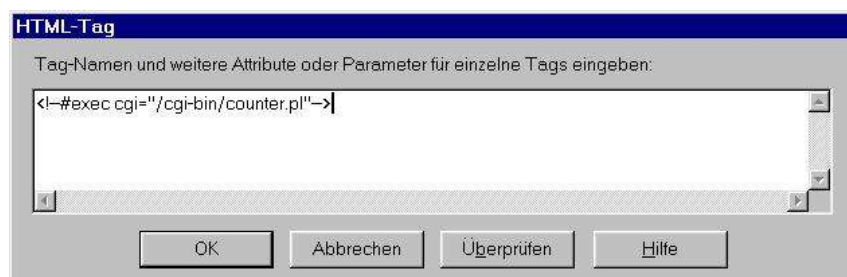 HTML-Tag
Tag-Namen und weitere Attribute oder Parameter für einzelne Tags eingeben:
<!--#exec cgi="/cgi-bin/counter.pl"-->
OK Abbrechen Überprüfen Hilfe